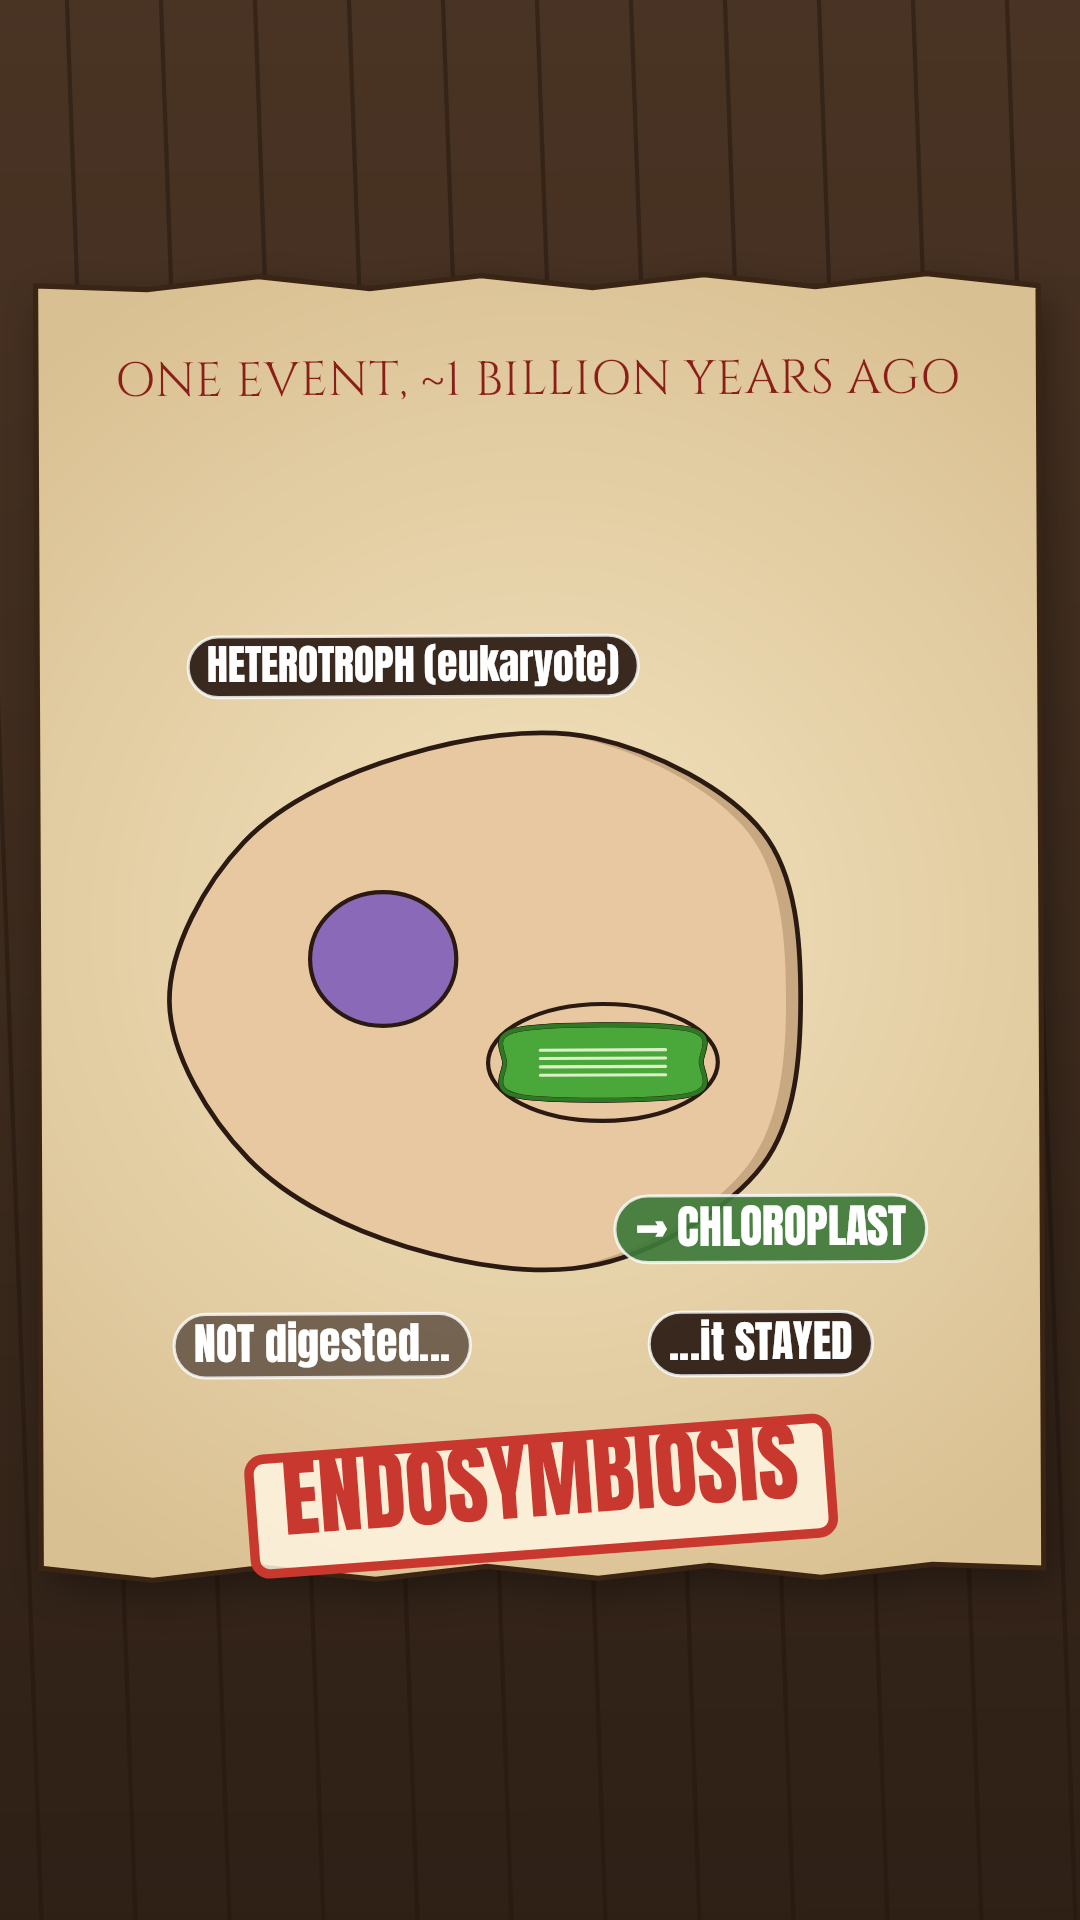 ONE EVENT, ~1 BILLION YEARS AGO
HETEROTROPH (eukaryote)
→ CHLOROPLAST
NOT digested...
...it STAYED
ENDOSYMBIOSIS